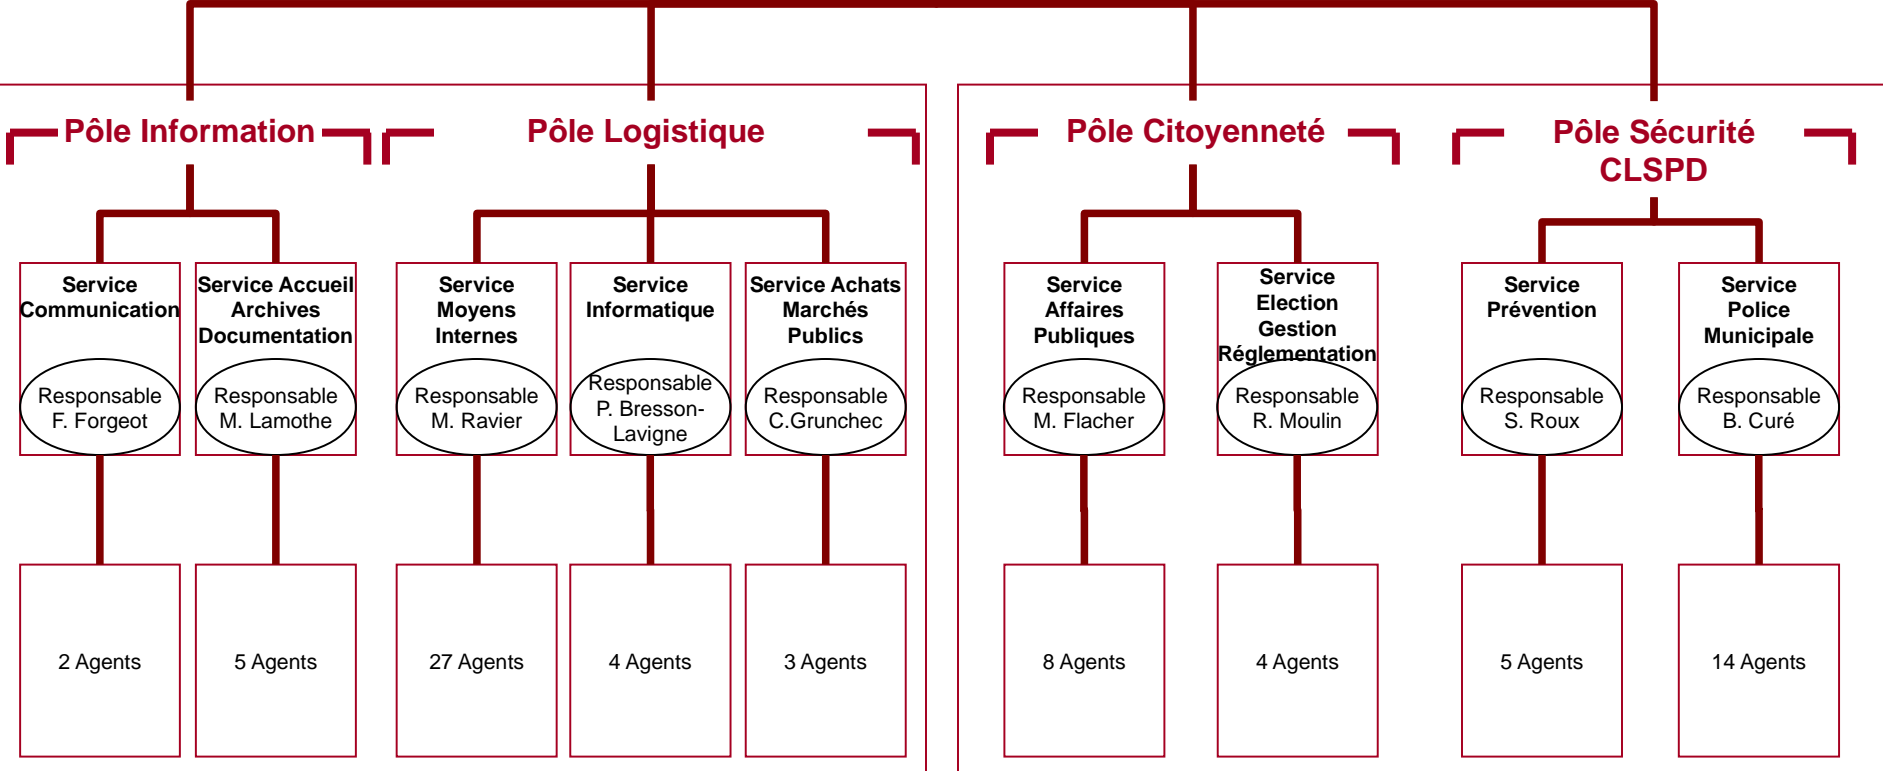 Pôle Information
Pôle Logistique
Pôle Citoyenneté
Pôle Sécurité
CLSPD
Service
Communication
Responsable
F. Forgeot
Service Accueil
Archives
Documentation
Responsable
M. Lamothe
Service
Moyens
Internes
Responsable
M. Ravier
Service
Informatique
Responsable
P. Bresson-
Lavigne
Service Achats
Marchés
Publics
Responsable
C.Grunchec
Service
Affaires
Publiques
Responsable
M. Flacher
Service
Election
Gestion
Réglementation
Responsable
R. Moulin
Service
Prévention
Responsable
S. Roux
Service
Police
Municipale
Responsable
B. Curé
2 Agents
5 Agents
27 Agents
4 Agents
3 Agents
8 Agents
4 Agents
5 Agents
14 Agents